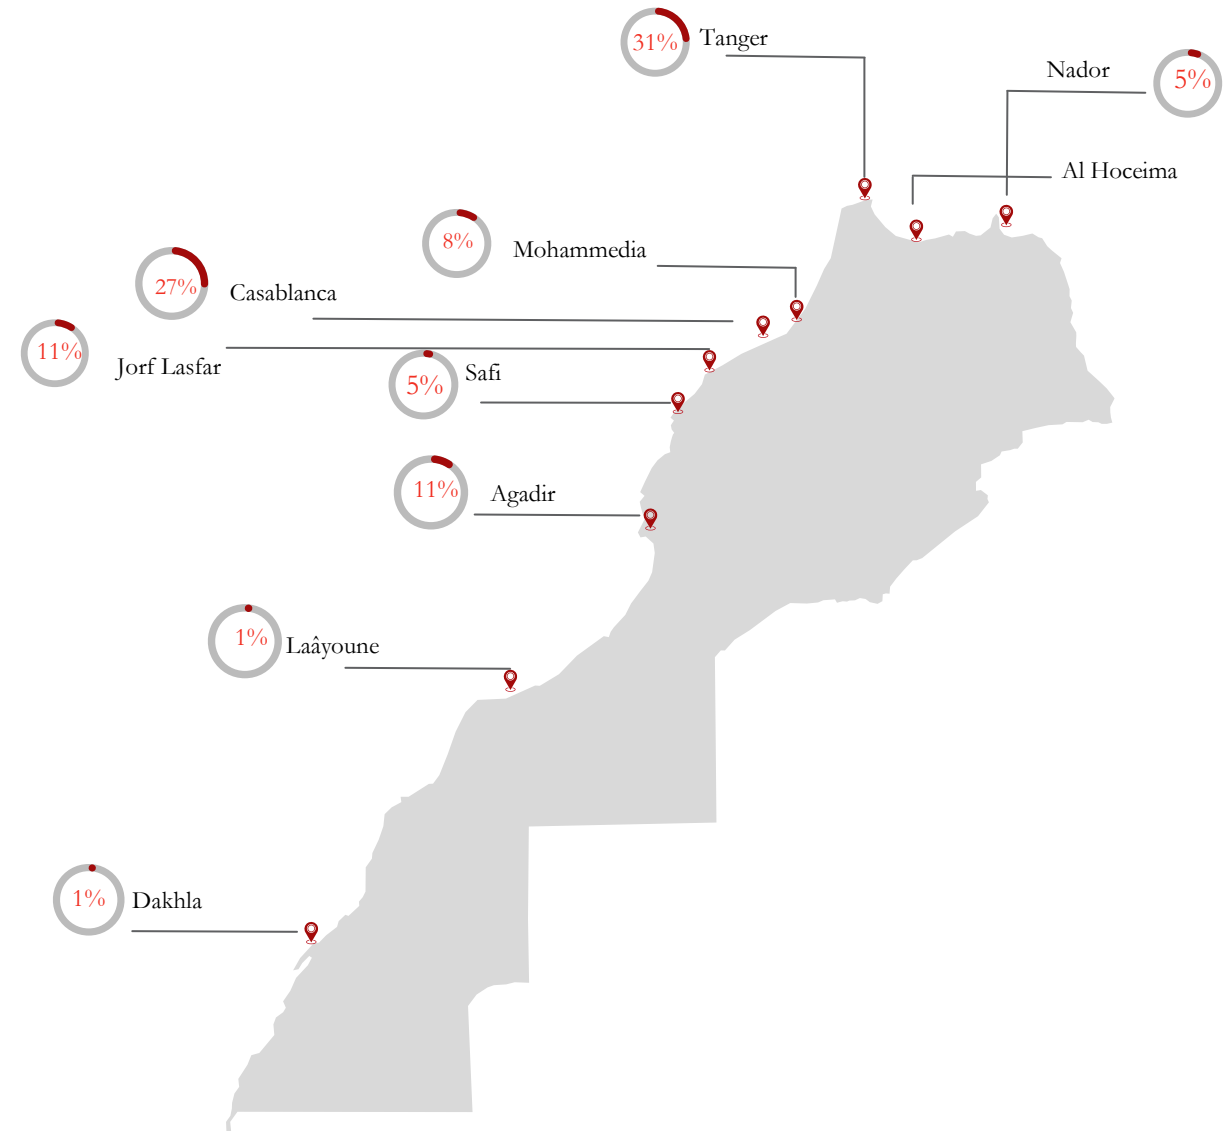 31%
Tanger
Nador
5%
Al Hoceima
8%
Mohammedia
27%
Casablanca
11%
Jorf Lasfar
5%
Safi
11%
Agadir
1%
Laâyoune
1%
Dakhla